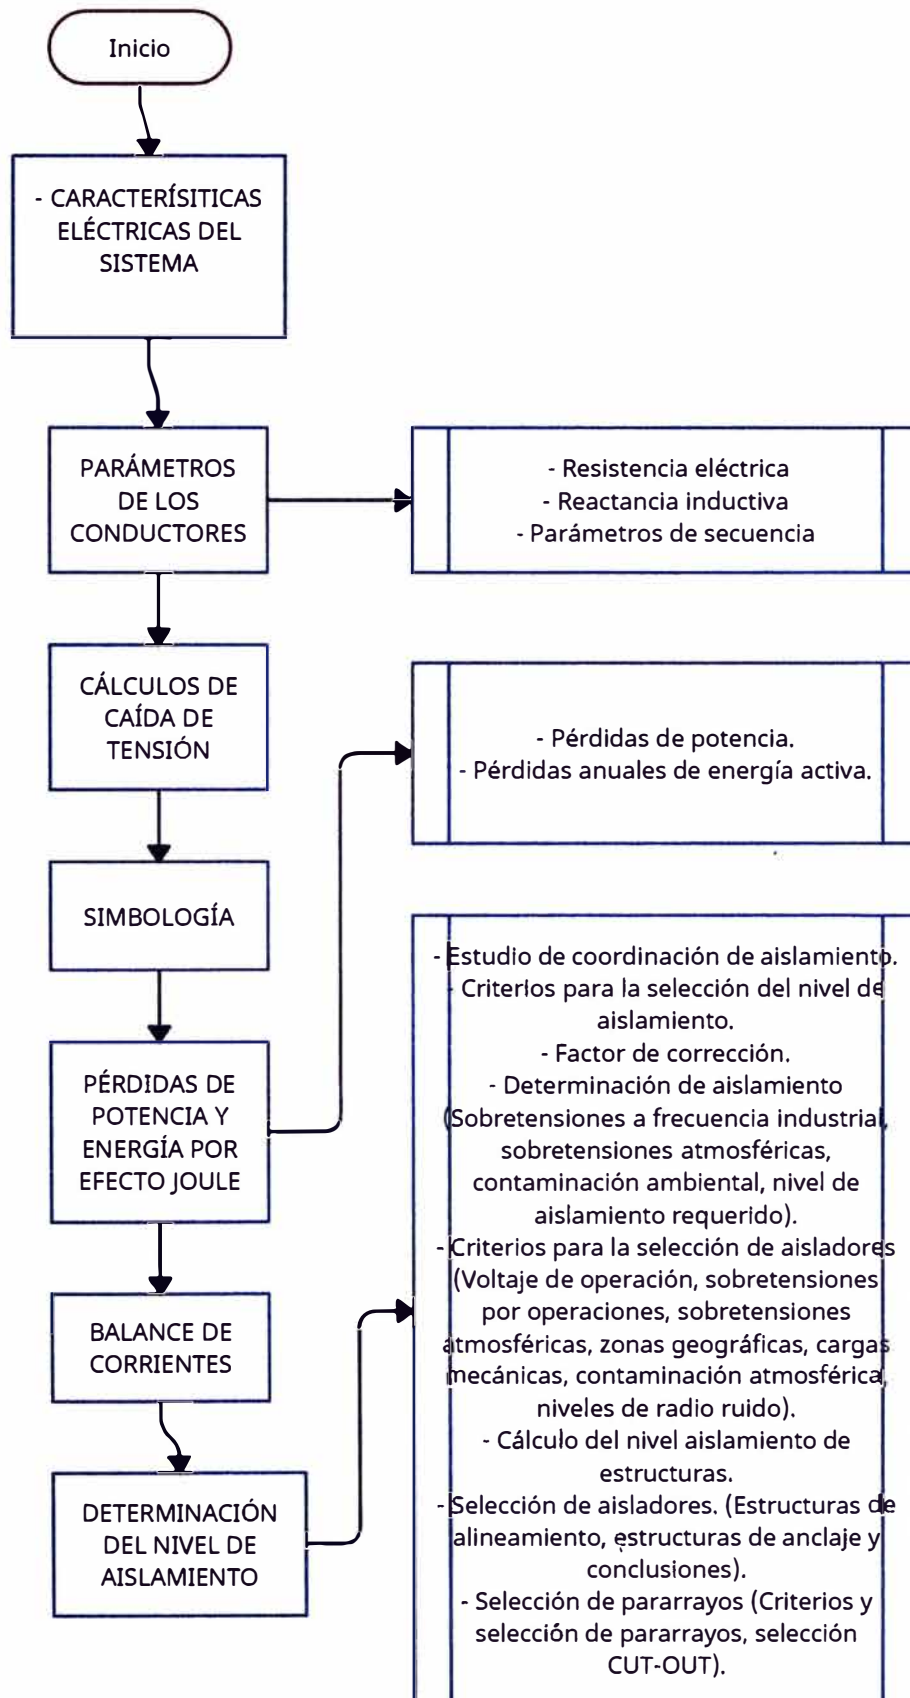 Inicio
- CARACTERÍSITICAS
ELÉCTRICAS DEL
SISTEMA
PARÁMETROS
DE LOS
CONDUCTORES
- Resistencia eléctrica
- Reactancia inductiva
- Parámetros de secuencia
CÁLCULOS DE
CAÍDA DE
TENSIÓN
- Pérdidas de potencia.
- Pérdidas anuales de energía activa.
SIMBOLOGÍA
PÉRDIDAS DE
POTENCIA Y
ENERGÍA POR
EFECTO JOULE
BALANCE DE
CORRIENTES
DETERMINACIÓN
DEL NIVEL DE
AISLAMIENTO
- Estudio de coordinación de aislamiento.
- Criterios para la selección del nivel de
aislamiento.
- Factor de corrección.
- Determinación de aislamiento
(Sobretensiones a frecuencia industrial,
sobretensiones atmosféricas,
contaminación ambiental, nivel de
aislamiento requerido).
- Criterios para la selección de aisladores
(Voltaje de operación, sobretensiones
por operaciones, sobretensiones
atmosféricas, zonas geográficas, cargas
mecánicas, contaminación atmosférica,
niveles de radio ruido).
- Cálculo del nivel aislamiento de
estructuras.
- Selección de aisladores. (Estructuras de
alineamiento, estructuras de anclaje y
conclusiones).
- Selección de pararrayos (Criterios y
selección de pararrayos, selección
CUT-OUT).